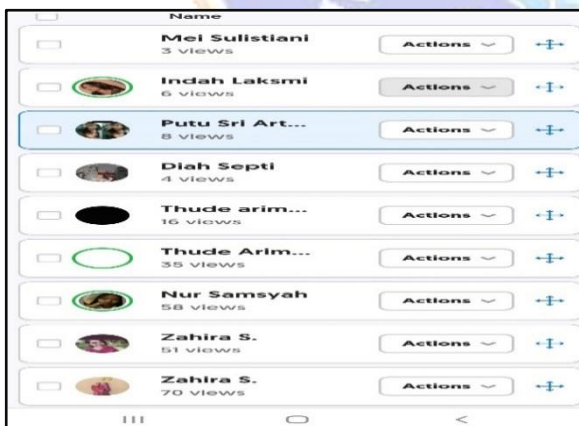 Name
Mei Sulistiani
3 views
Actions
Indah Laksmi
6 views
Actions
Putu Sri Art...
8 views
Actions
Diah Septi
4 views
Actions
Thude arim...
16 views
Actions
Thude Arim...
35 views
Actions
Nur Samsyah
58 views
Actions
Zahira S.
51 views
Actions
Zahira S.
70 views
Actions